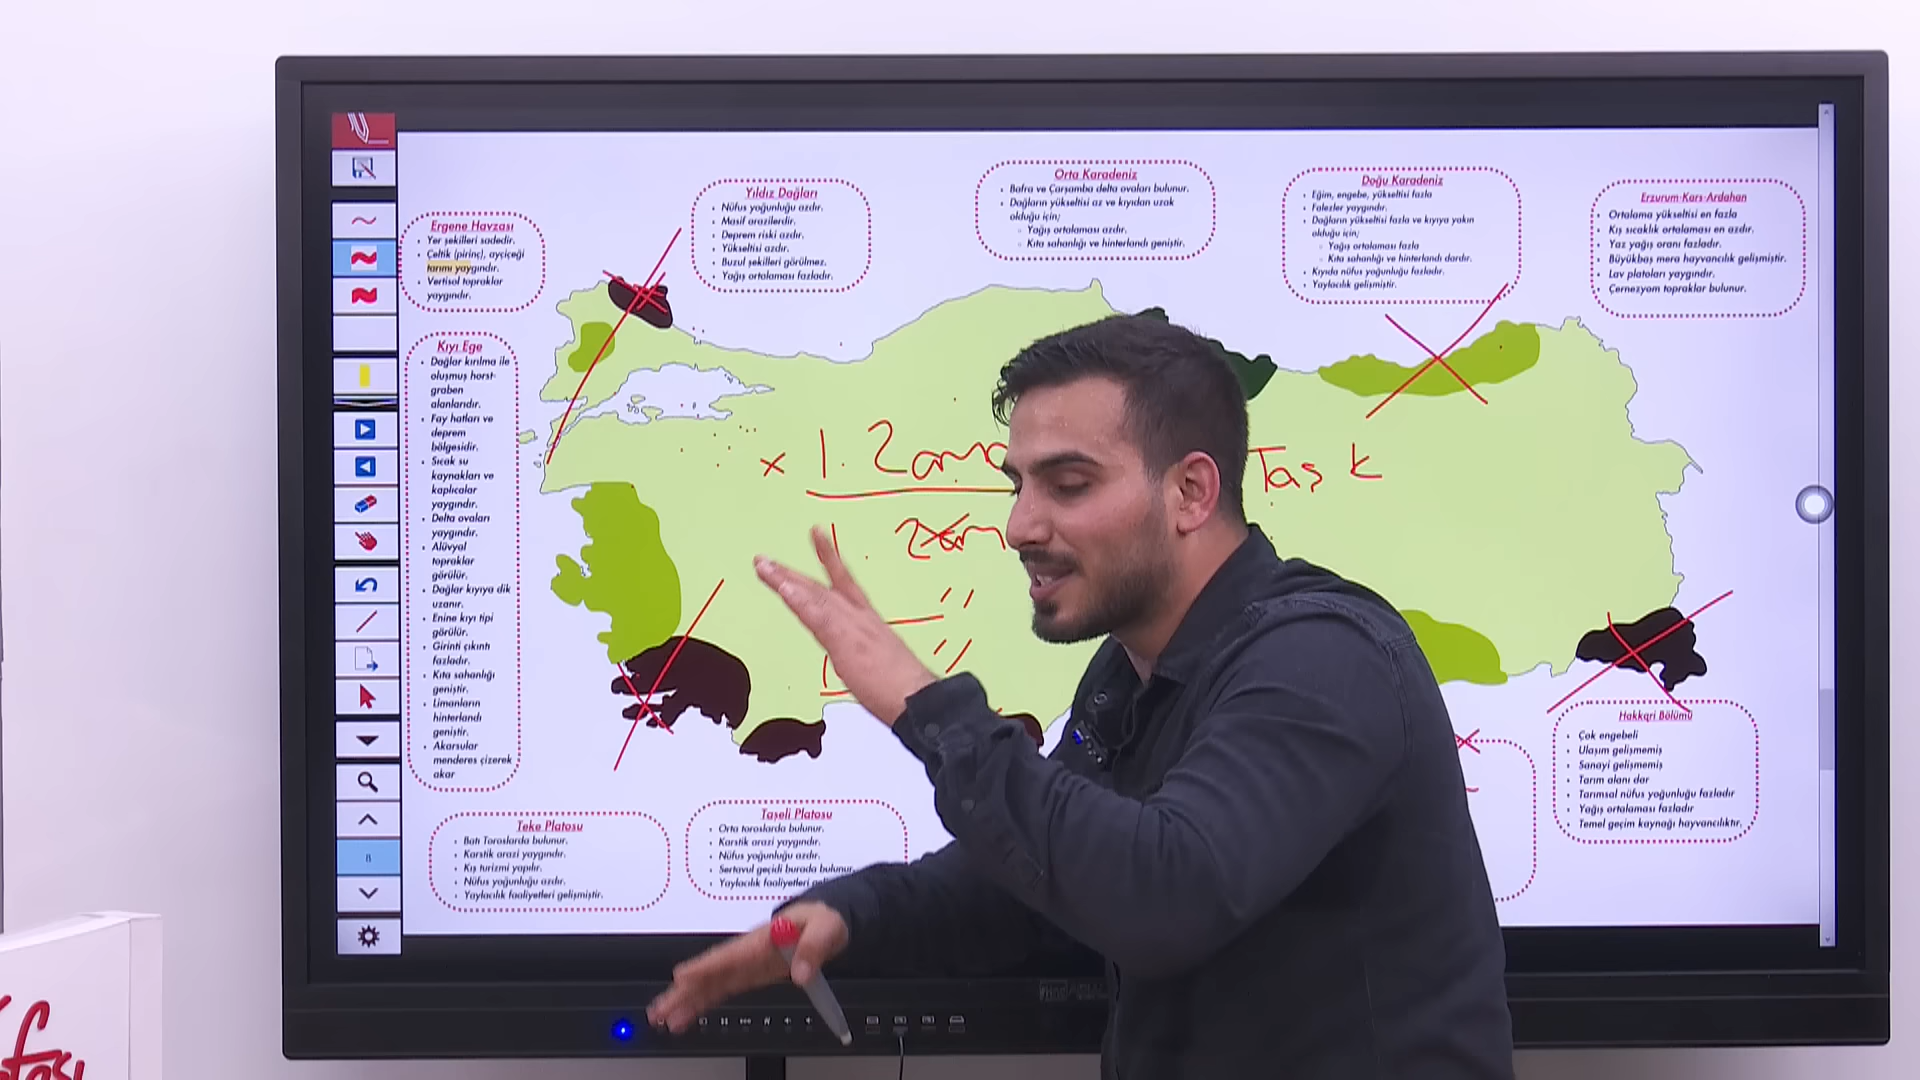 Ergene Havzası
• Yer şekilleri sadedir.
• Çeltik (pirinç), ayçiçeği
tarımı yaygındır.
• Vertisol topraklar
yaygındır.
Yıldız Dağları
• Nüfus yoğunluğu azdır.
• Masif arazilerdir.
• Deprem riski azdır.
• Yükseltisi azdır.
• Buzul şekilleri görülmez.
• Yağış ortalaması fazladır.
Orta Karadeniz
• Bafra ve Çarşamba delta ovaları bulunur.
• Dağların yükseltisi az ve kıyıdan uzak
olduğu için;
Yağış ortalaması azdır.
Kıta sahanlığı ve hinterlandı geniştir.
Doğu Karadeniz
• Eğim, engebe, yükseltisi fazla
• Falezler yaygındır.
• Dağların yükseltisi fazla ve kıyıya yakın
olduğu için;
Yağış ortalaması fazla
Kıta sahanlığı ve hinterlandı dardır.
• Kıyıda nüfus yoğunluğu fazladır.
• Yaylacılık gelişmiştir.
Erzurum-Kars-Ardahan
• Ortalama yükseltisi en fazla
• Kış sıcaklık ortalaması en azdır.
• Yaz yağış oranı fazladır.
• Büyükbaş mera hayvancılık gelişmiştir.
• Lav platoları yaygındır.
• Çernezyom topraklar bulunur.
Kıyı Ege
• Dağlar kırılma ile
oluşmuş horst-
graben
alanlarıdır.
• Fay hatları ve
deprem
bölgesidir.
• Sıcak su
kaynakları ve
kaplıcalar
yaygındır.
• Delta ovaları
yaygındır.
• Alüvyal
topraklar
görülür.
• Dağlar kıyıya dik
uzanır.
• Enine kıyı tipi
görülür.
• Girinti çıkıntı
fazladır.
• Kıta sahanlığı
geniştir.
• Limanların
hinterlandı
geniştir.
• Akarsular
menderes çizerek
akar
x 1. Zama
Taş k
1.
Teke Platosu
• Batı Toroslarda bulunur.
• Karstik arazi yaygındır.
• Kış turizmi yapılır.
• Nüfus yoğunluğu azdır.
• Yaylacılık faaliyetleri gelişmiştir.
Taşeli Platosu
• Orta toroslarda bulunur.
• Karstik arazi yaygındır.
• Nüfus yoğunluğu azdır.
• Sertavul geçidi burada bulunur.
• Yaylacılık faaliyetleri
Hakkari Bölümü
• Çok engebeli
• Ulaşım gelişmemiş
• Sanayi gelişmemiş
• Tarım alanı dar
• Tarımsal nüfus yoğunluğu fazladır
• Yağış ortalaması fazladır
• Temel geçim kaynağı hayvancılıktır.